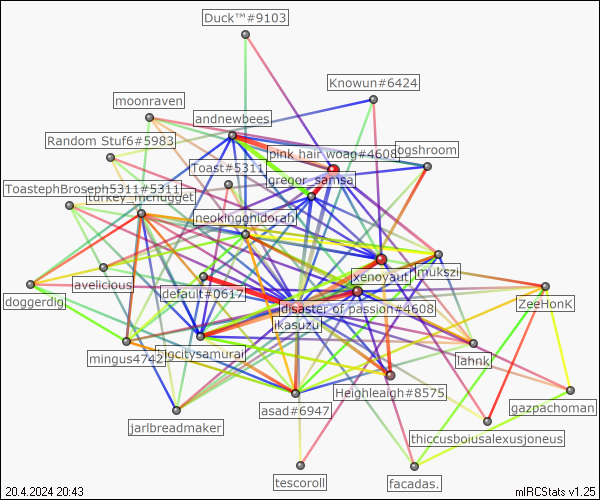 Duck™#9103
Knowun#6424
moonraven
andnewbees
Random Stuf6#5983
pink hair woag#4608
ogshroom
Toast#5311
gregor_samsa
ToastephBroseph5311#5311
turkey_mcnugget
neokingghidorah
xenoyaut
mukszi
avelicious
default#0617
doggerdig
disaster of passion#4608
ZeeHonK
ikasuzu
mingus4742
bigcitysamurai
lahnk
Heighleaigh#8575
asad#6947
gazpachoman
jarlbreadmaker
thiccusboiusalexusjoneus
tescoroll
facadas.
20.4.2024 20:43
mIRCStats v1.25